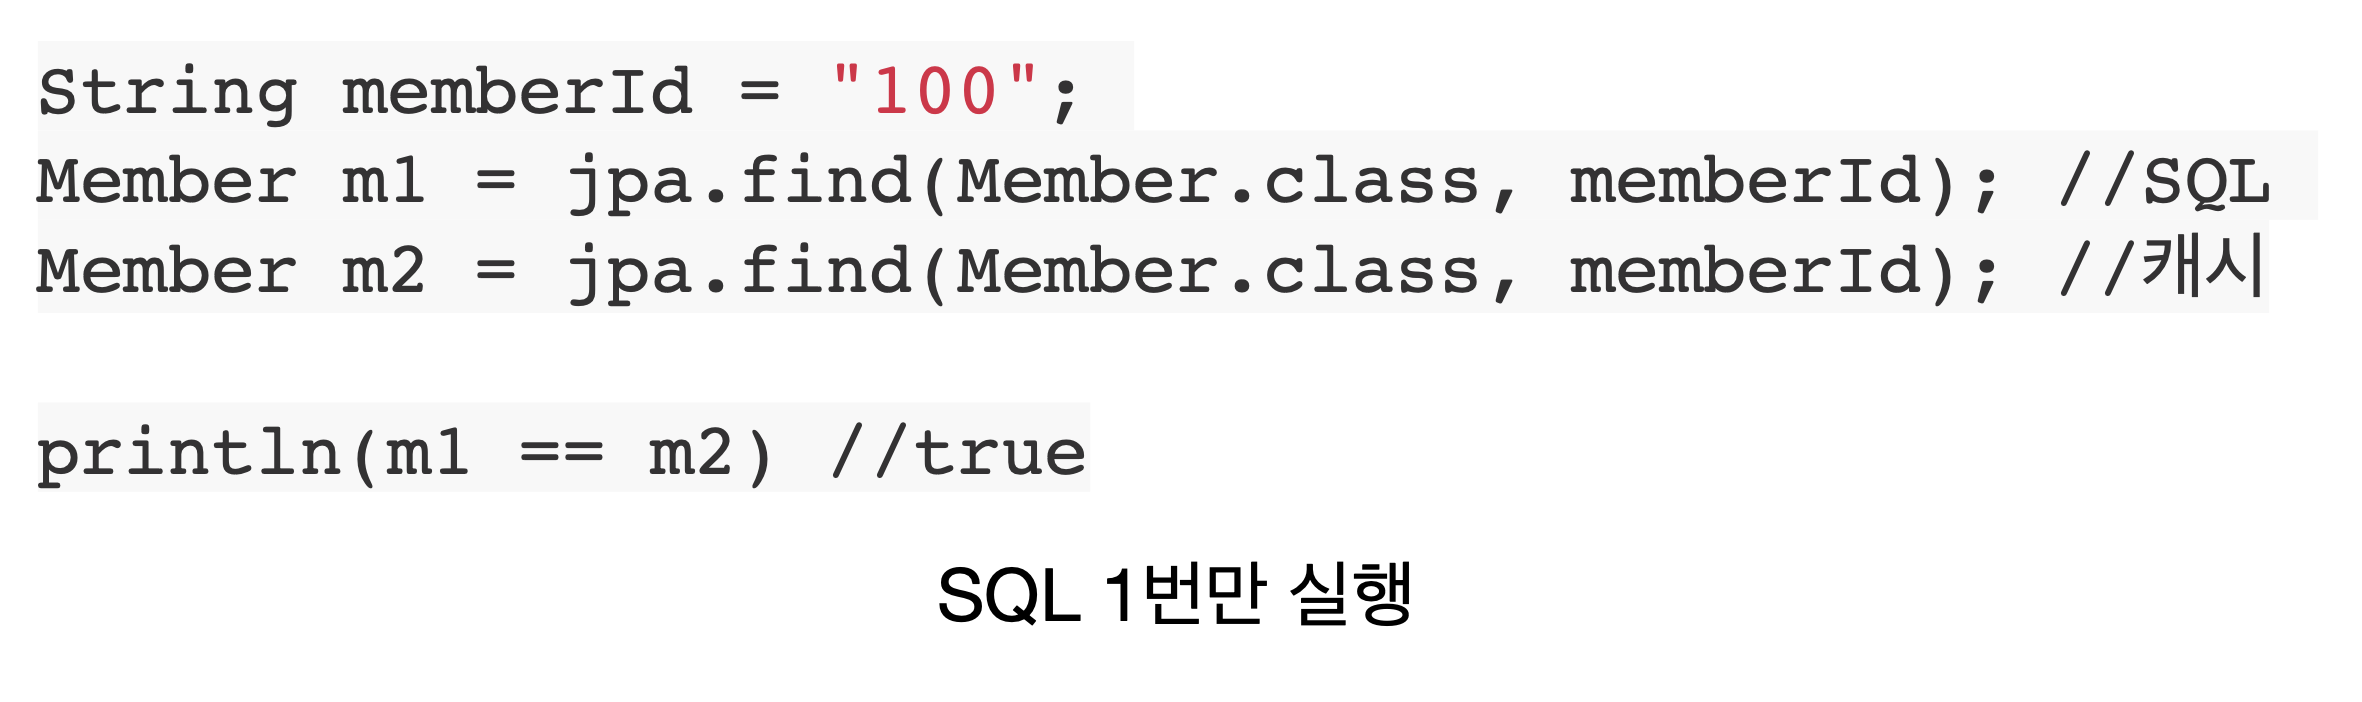 String memberId = "100";
Member m1 = jpa.find(Member.class, memberId); //SQL
Member m2 = jpa.find(Member.class, memberId); //캐시
println(m1 == m2) //true
SQL 1번만 실행